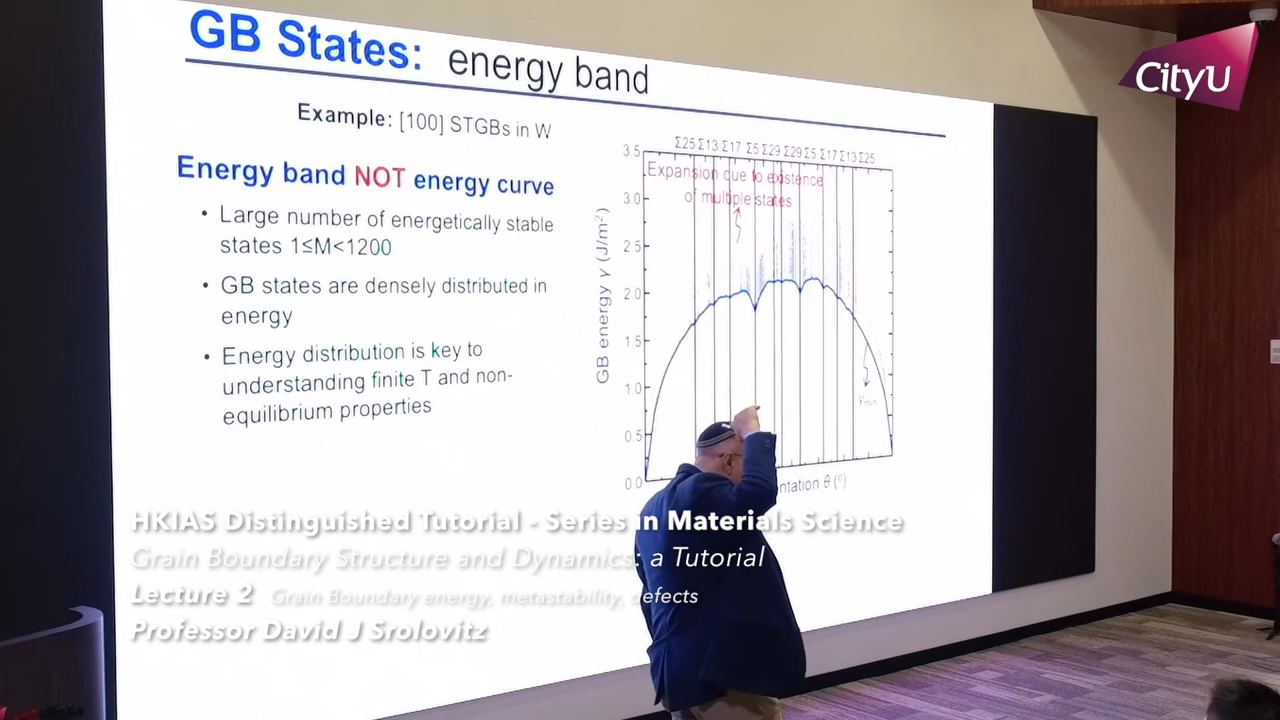 GB States: energy band
Example: [100] STGBs in W
Energy band NOT energy curve
• Large number of energetically stable
states 1≤M<1200
• GB states are densely distributed in
energy
• Energy distribution is key to
understanding finite T and non-
equilibrium properties
Σ25 Σ13 Σ17 Σ5 Σ29 Σ29 Σ5 Σ17 Σ13 Σ25
Expansion due to existence
of multiple states
3.5
3.0
2.5
2.0
1.5
1.0
0.5
0.0
GB energy γ (J/m²)
γmin
ntation θ (°)
CityU
HKIAS Distinguished Tutorial - Series in Materials Science
Grain Boundary Structure and Dynamics: a Tutorial
Lecture 2 Grain Boundary energy, metastability, defects
Professor David J Srolovitz